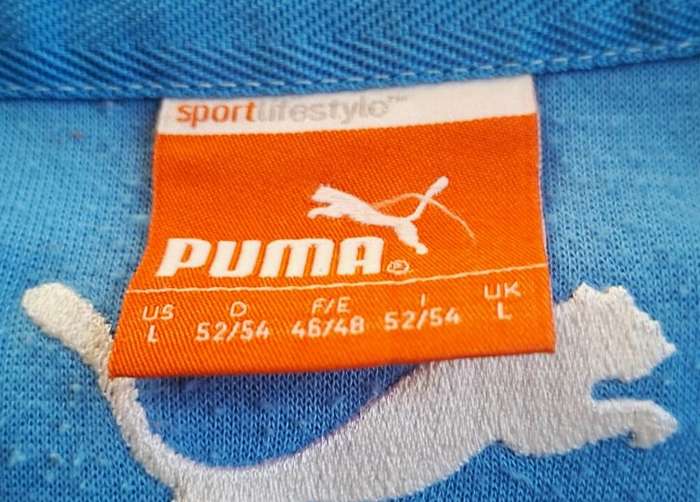 sportlifestyle™
PUMA®
US D F/E I UK
L 52/54 46/48 52/54 L